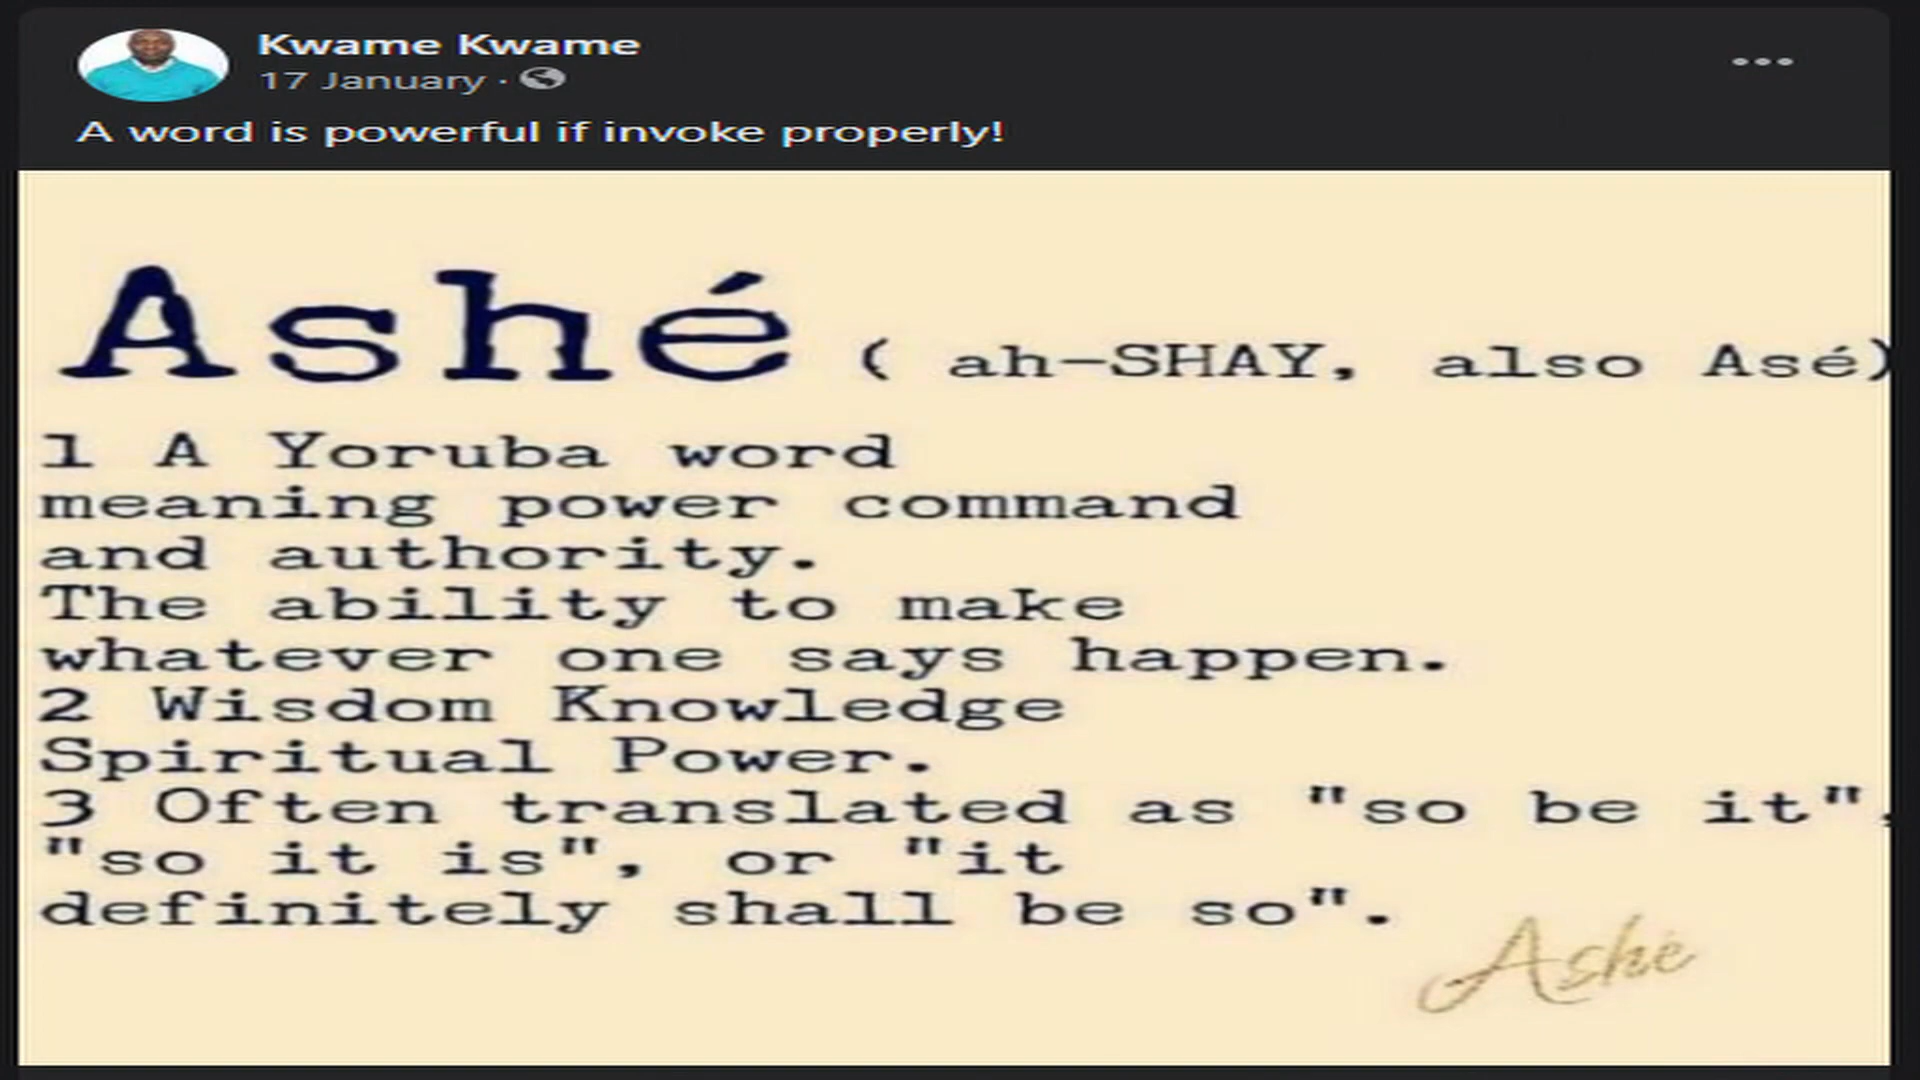 Kwame Kwame
17 January ·
A word is powerful if invoke properly!
Ashé ( ah-SHAY, also Asé)
1 A Yoruba word
meaning power command
and authority.
The ability to make
whatever one says happen.
2 Wisdom Knowledge
Spiritual Power.
3 Often translated as "so be it",
"so it is", or "it
definitely shall be so".
Ashé